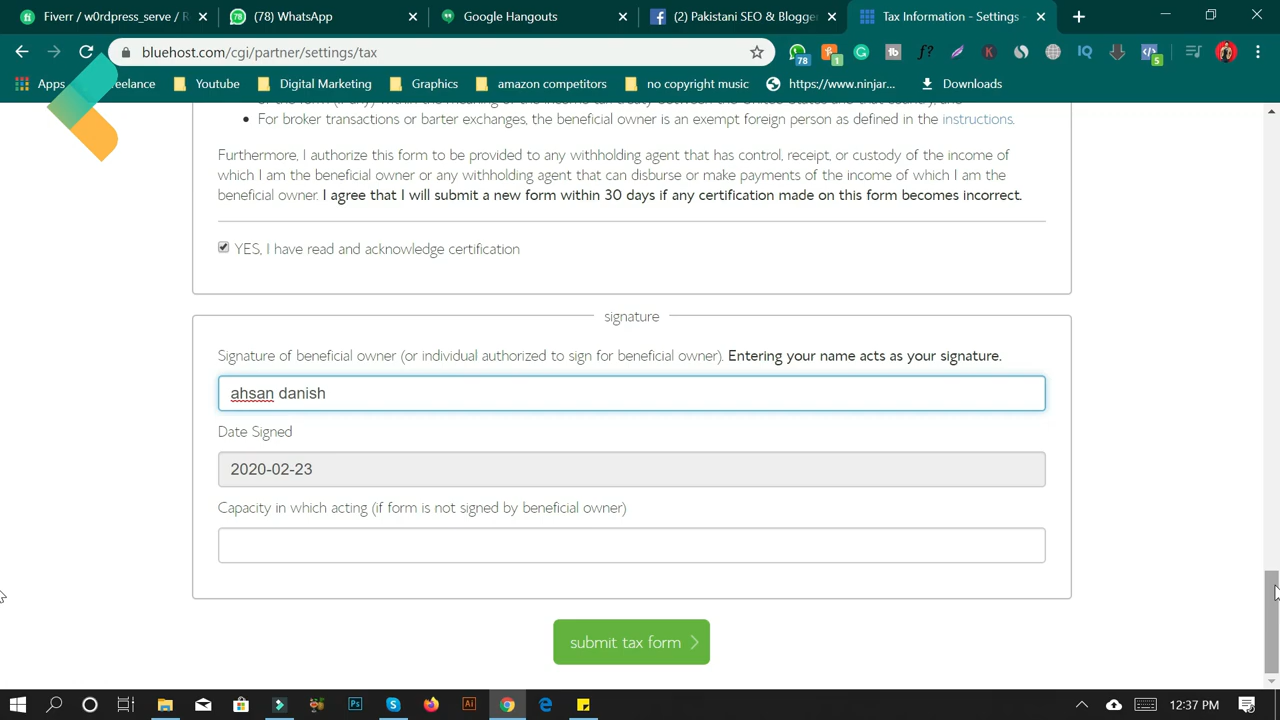 Fiverr / w0rdpress_serve / R
(78) WhatsApp
Google Hangouts
(2) Pakistani SEO & Blogger
Tax Information - Settings -
bluehost.com/cgi/partner/settings/tax
78
1
5
Apps
eelance
Youtube
Digital Marketing
Graphics
amazon competitors
no copyright music
https://www.ninjar...
Downloads
For broker transactions or barter exchanges, the beneficial owner is an exempt foreign person as defined in the instructions.
Furthermore, I authorize this form to be provided to any withholding agent that has control, receipt, or custody of the income of
which I am the beneficial owner or any withholding agent that can disburse or make payments of the income of which I am the
beneficial owner. I agree that I will submit a new form within 30 days if any certification made on this form becomes incorrect.
YES, I have read and acknowledge certification
signature
Signature of beneficial owner (or individual authorized to sign for beneficial owner). Entering your name acts as your signature.
ahsan danish
Date Signed
2020-02-23
Capacity in which acting (if form is not signed by beneficial owner)
submit tax form
12:37 PM